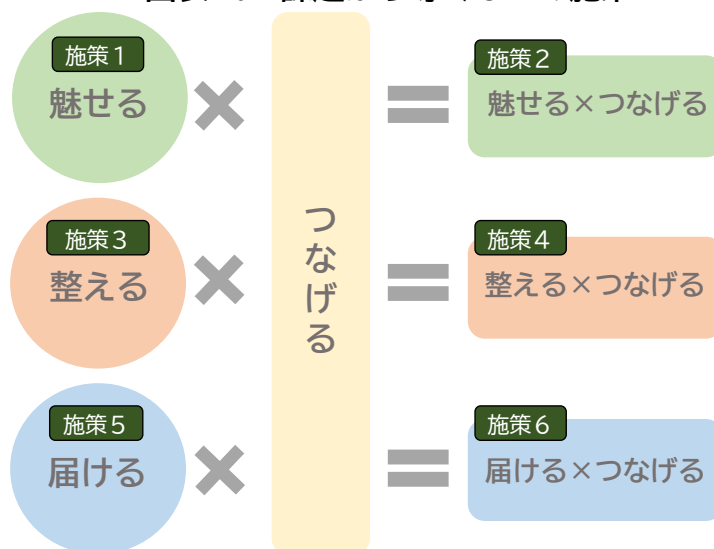 施策1
魅せる
×
=
施策2
魅せる×つなげる
つなげる
施策3
整える
×
=
施策4
整える×つなげる
施策5
届ける
×
=
施策6
届ける×つなげる